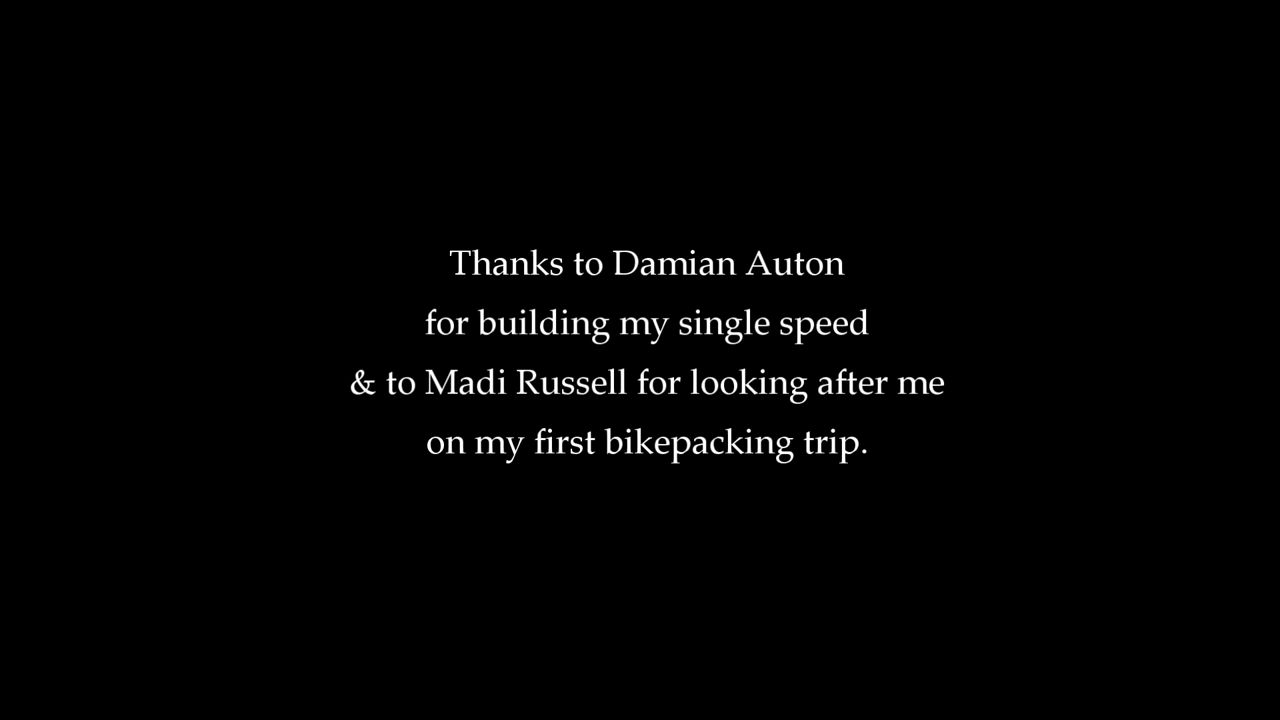 Thanks to Damian Auton
for building my single speed
& to Madi Russell for looking after me
on my first bikepacking trip.